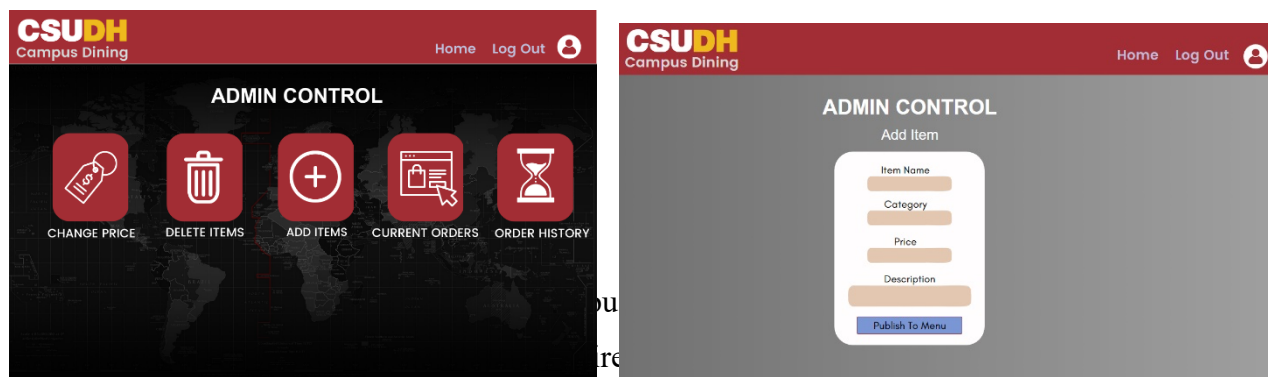 CSUDH
Campus Dining
Home Log Out
ADMIN CONTROL
CHANGE PRICE DELETE ITEMS ADD ITEMS CURRENT ORDERS ORDER HISTORY
CSUDH
Campus Dining
Home Log Out
ADMIN CONTROL
Add Item
Item Name
Category
Price
Description
Publish To Menu